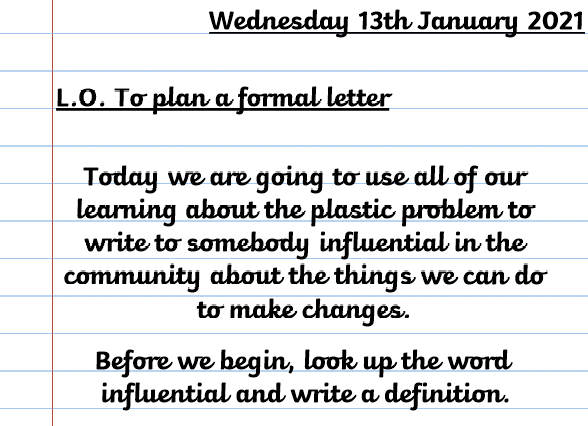 Wednesday 13th January 2021
L.O. To plan a formal letter
Today we are going to use all of our
learning about the plastic problem to
write to somebody influential in the
community about the things we can do
to make changes.
Before we begin, look up the word
influential and write a definition.